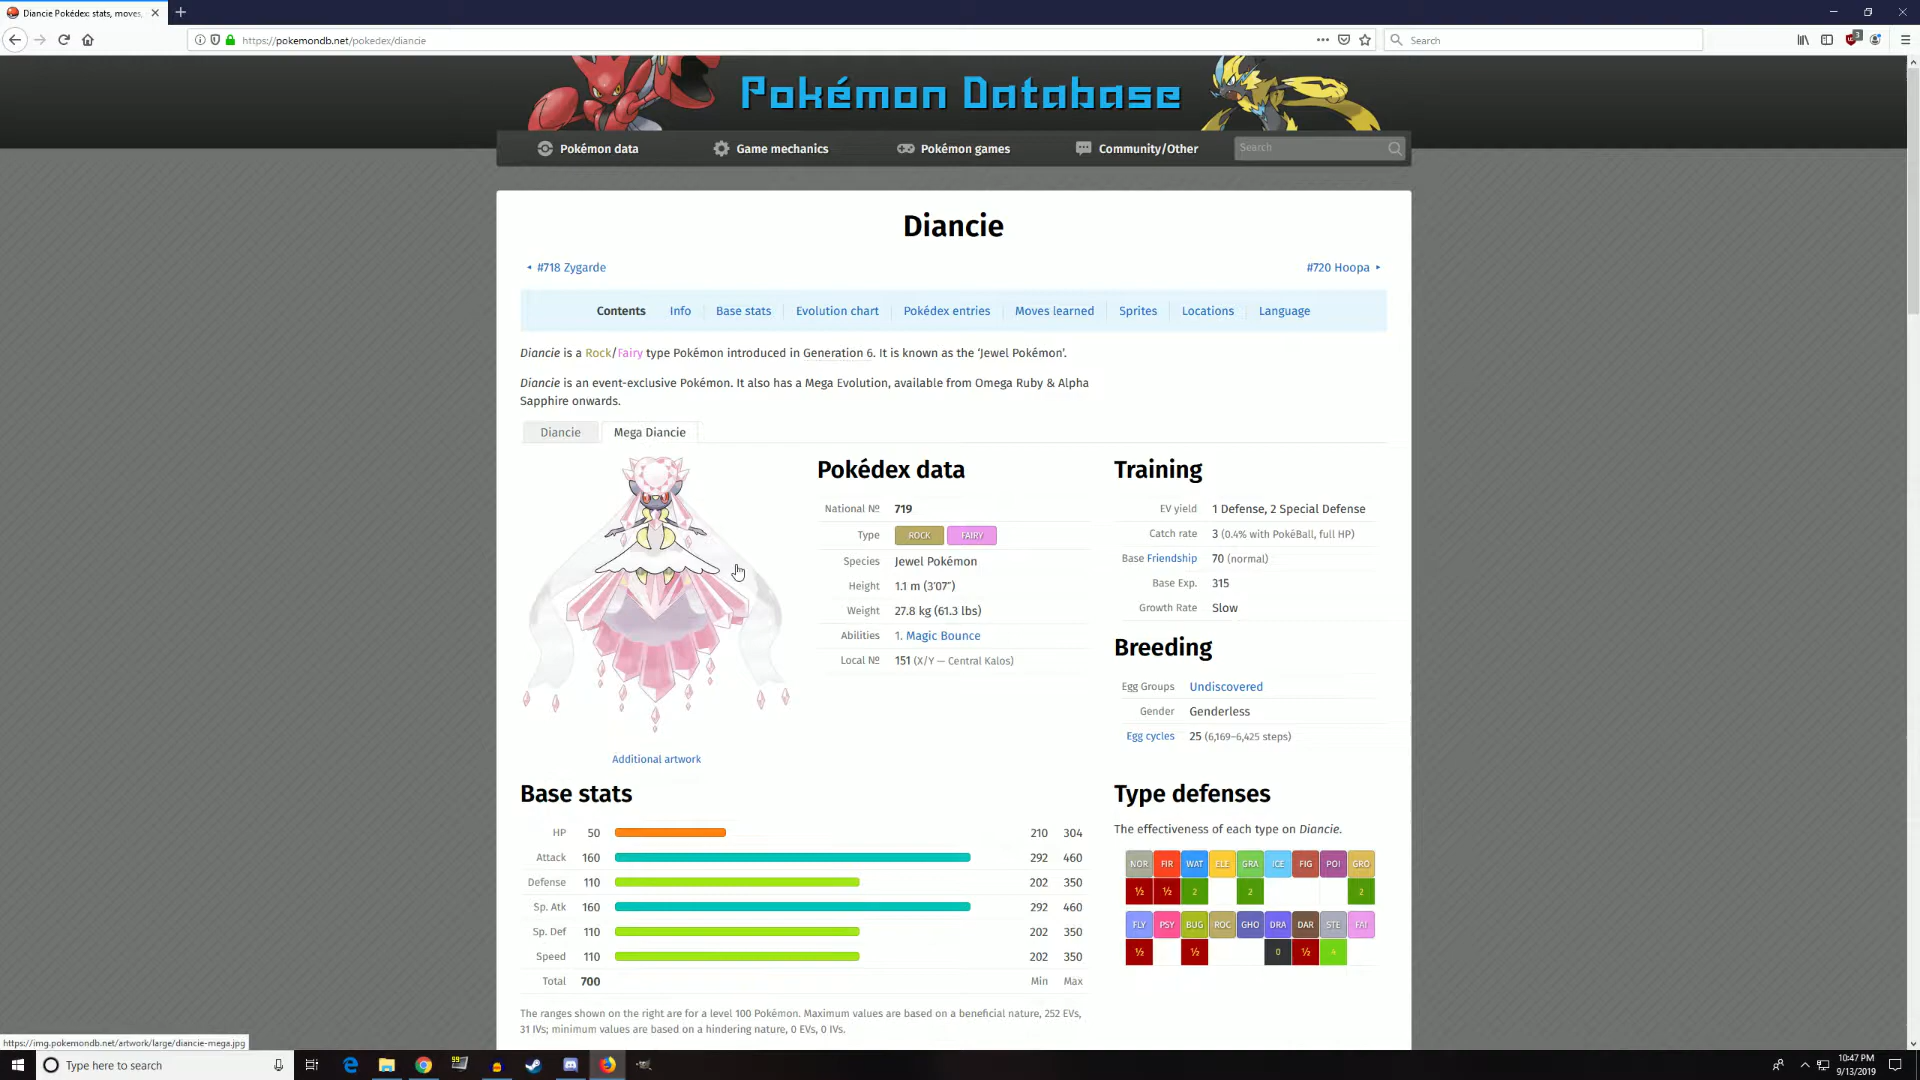 Diancie Pokédex: stats, moves,
https://pokemondb.net/pokedex/diancie
Search
Pokémon Database
Pokémon data
Game mechanics
Pokémon games
Community/Other
Search
Diancie
#718 Zygarde
#720 Hoopa
Contents Info Base stats Evolution chart Pokédex entries Moves learned Sprites Locations Language
Diancie is a Rock/Fairy type Pokémon introduced in Generation 6. It is known as the ‘Jewel Pokémon’.
Diancie is an event-exclusive Pokémon. It also has a Mega Evolution, available from Omega Ruby & Alpha
Sapphire onwards.
Diancie Mega Diancie
Additional artwork
Pokédex data
National № 719
Type ROCK FAIRY
Species Jewel Pokémon
Height 1.1 m (3′07″)
Weight 27.8 kg (61.3 lbs)
Abilities 1. Magic Bounce
Local № 151 (X/Y — Central Kalos)
Training
EV yield 1 Defense, 2 Special Defense
Catch rate 3 (0.4% with PokéBall, full HP)
Base Friendship 70 (normal)
Base Exp. 315
Growth Rate Slow
Breeding
Egg Groups Undiscovered
Gender Genderless
Egg cycles 25 (6,169–6,425 steps)
Base stats
HP 50 210 304
Attack 160 292 460
Defense 110 202 350
Sp. Atk 160 292 460
Sp. Def 110 202 350
Speed 110 202 350
Total 700 Min Max
The ranges shown on the right are for a level 100 Pokémon. Maximum values are based on a beneficial nature, 252 EVs,
31 IVs; minimum values are based on a hindering nature, 0 EVs, 0 IVs.
Type defenses
The effectiveness of each type on Diancie.
NOR FIR WAT ELE GRA ICE FIG POI GRO
½ ½ 2 2 2
FLY PSY BUG ROC GHO DRA DAR STE FAI
½ ½ 0 ½ 4
https://img.pokemondb.net/artwork/large/diancie-mega.jpg
Type here to search
10:47 PM
9/13/2019